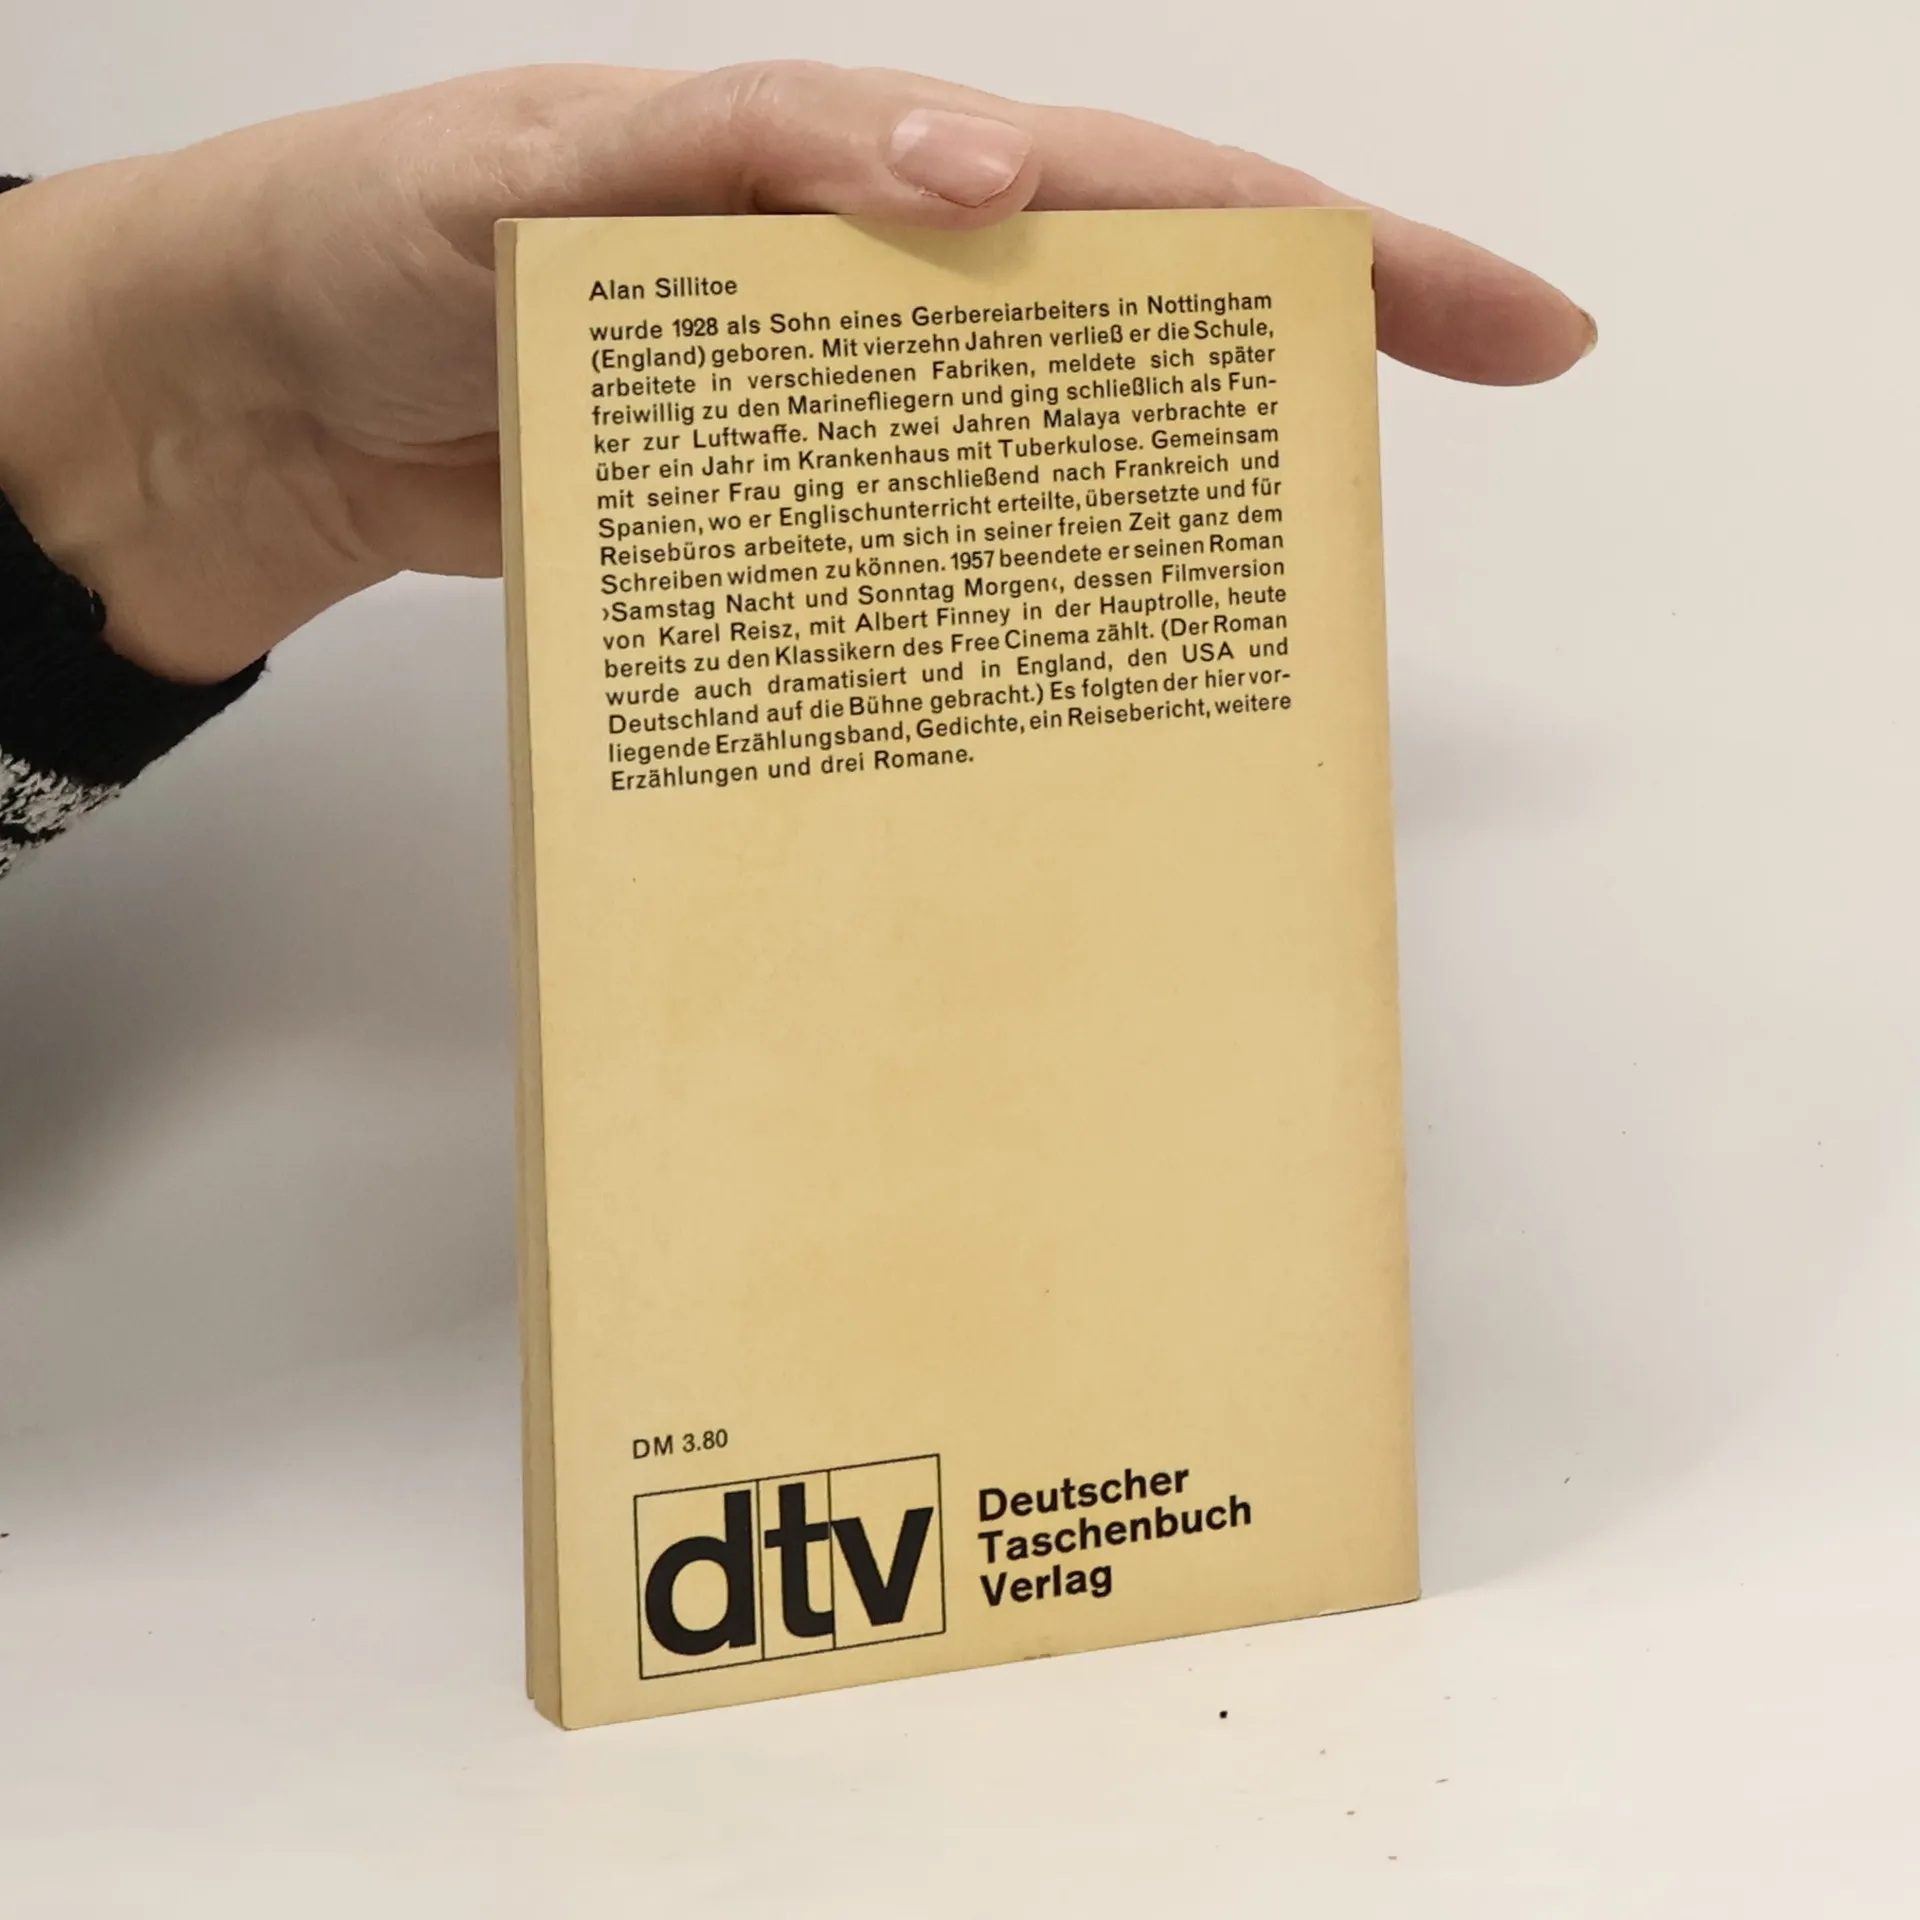 Alan Sillitoe
wurde 1928 als Sohn eines Gerbereiarbeiters in Nottingham
(England) geboren. Mit vierzehn Jahren verließ er die Schule,
arbeitete in verschiedenen Fabriken, meldete sich später
freiwillig zu den Marinefliegern und ging schließlich als Fun-
ker zur Luftwaffe. Nach zwei Jahren Malaya verbrachte er
über ein Jahr im Krankenhaus mit Tuberkulose. Gemeinsam
mit seiner Frau ging er anschließend nach Frankreich und
Spanien, wo er Englischunterricht erteilte, übersetzte und für
Reisebüros arbeitete, um sich in seiner freien Zeit ganz dem
Schreiben widmen zu können. 1957 beendete er seinen Roman
›Samstag Nacht und Sonntag Morgen‹, dessen Filmversion
von Karel Reisz, mit Albert Finney in der Hauptrolle, heute
bereits zu den Klassikern des Free Cinema zählt. (Der Roman
wurde auch dramatisiert und in England, den USA und
Deutschland auf die Bühne gebracht.) Es folgten der hier vor-
liegende Erzählungsband, Gedichte, ein Reisebericht, weitere
Erzählungen und drei Romane.
DM 3.80
dtv
Deutscher
Taschenbuch
Verlag